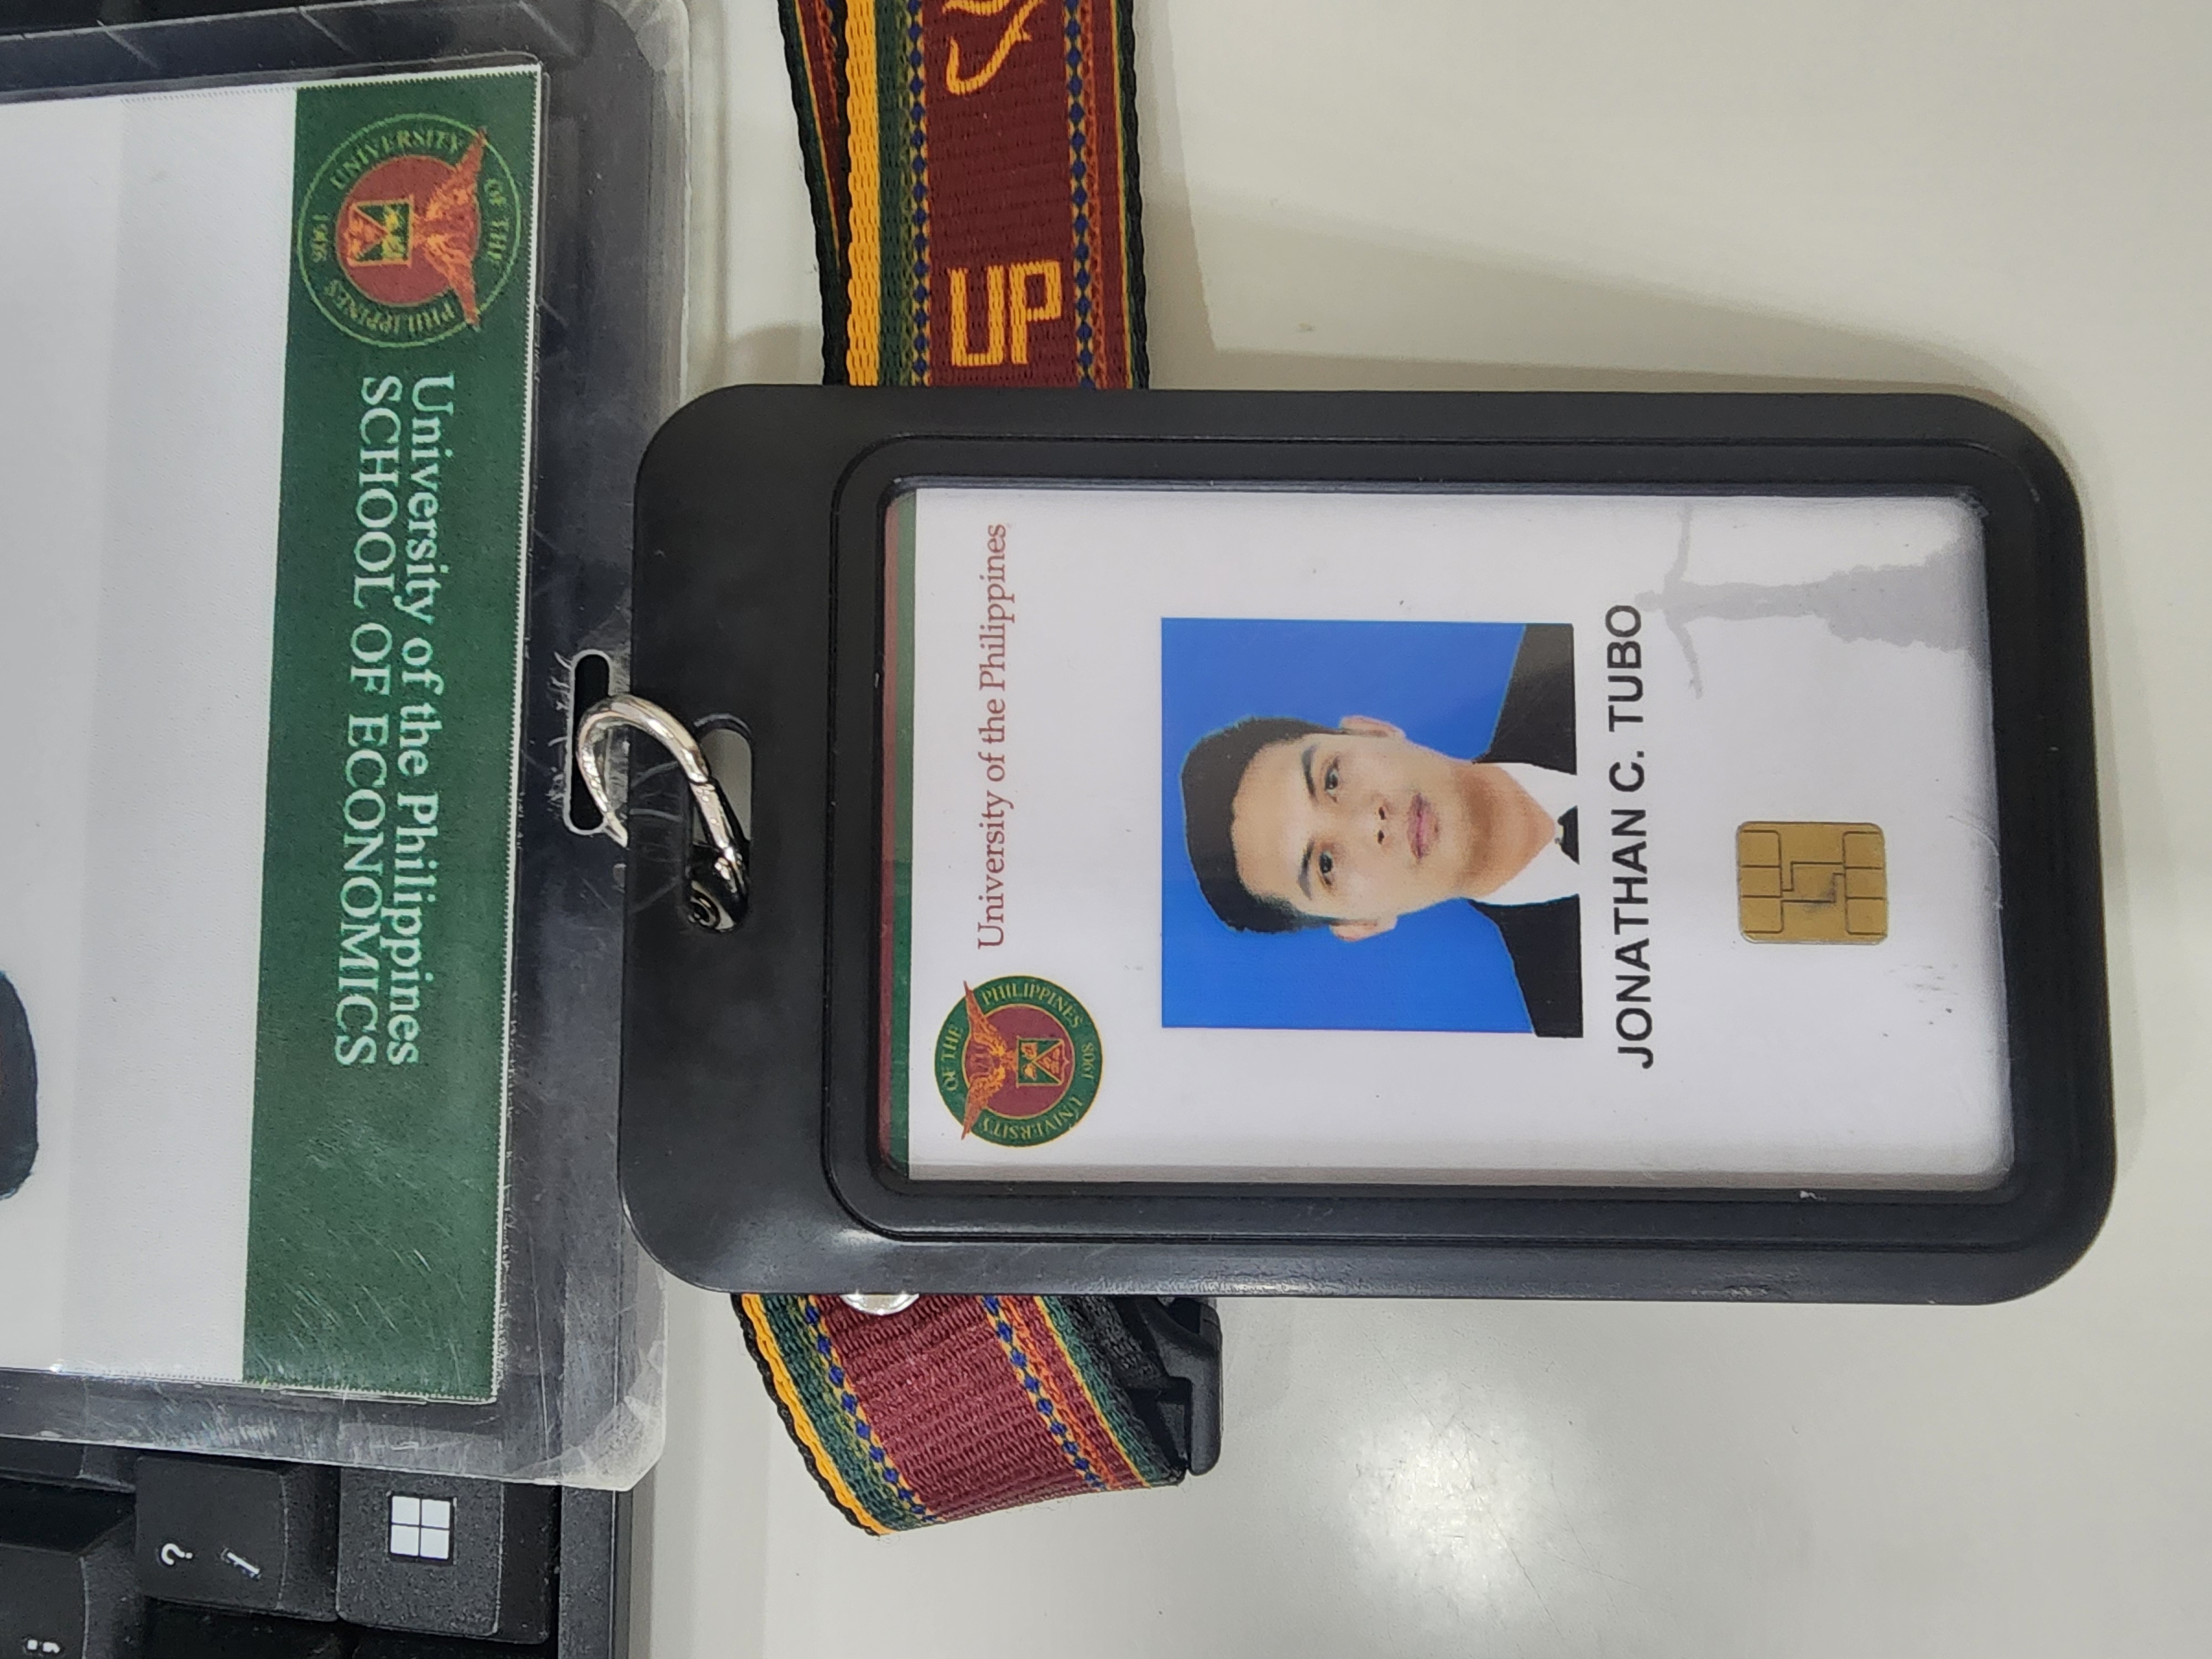 ;
?
/
University of the Philippines
SCHOOL OF ECONOMICS
UNIVERSITY OF THE PHILIPPINES
1908
UNIVERSITY OF THE PHILIPPINES
1908
University of the Philippines
UP
JONATHAN C. TUBO